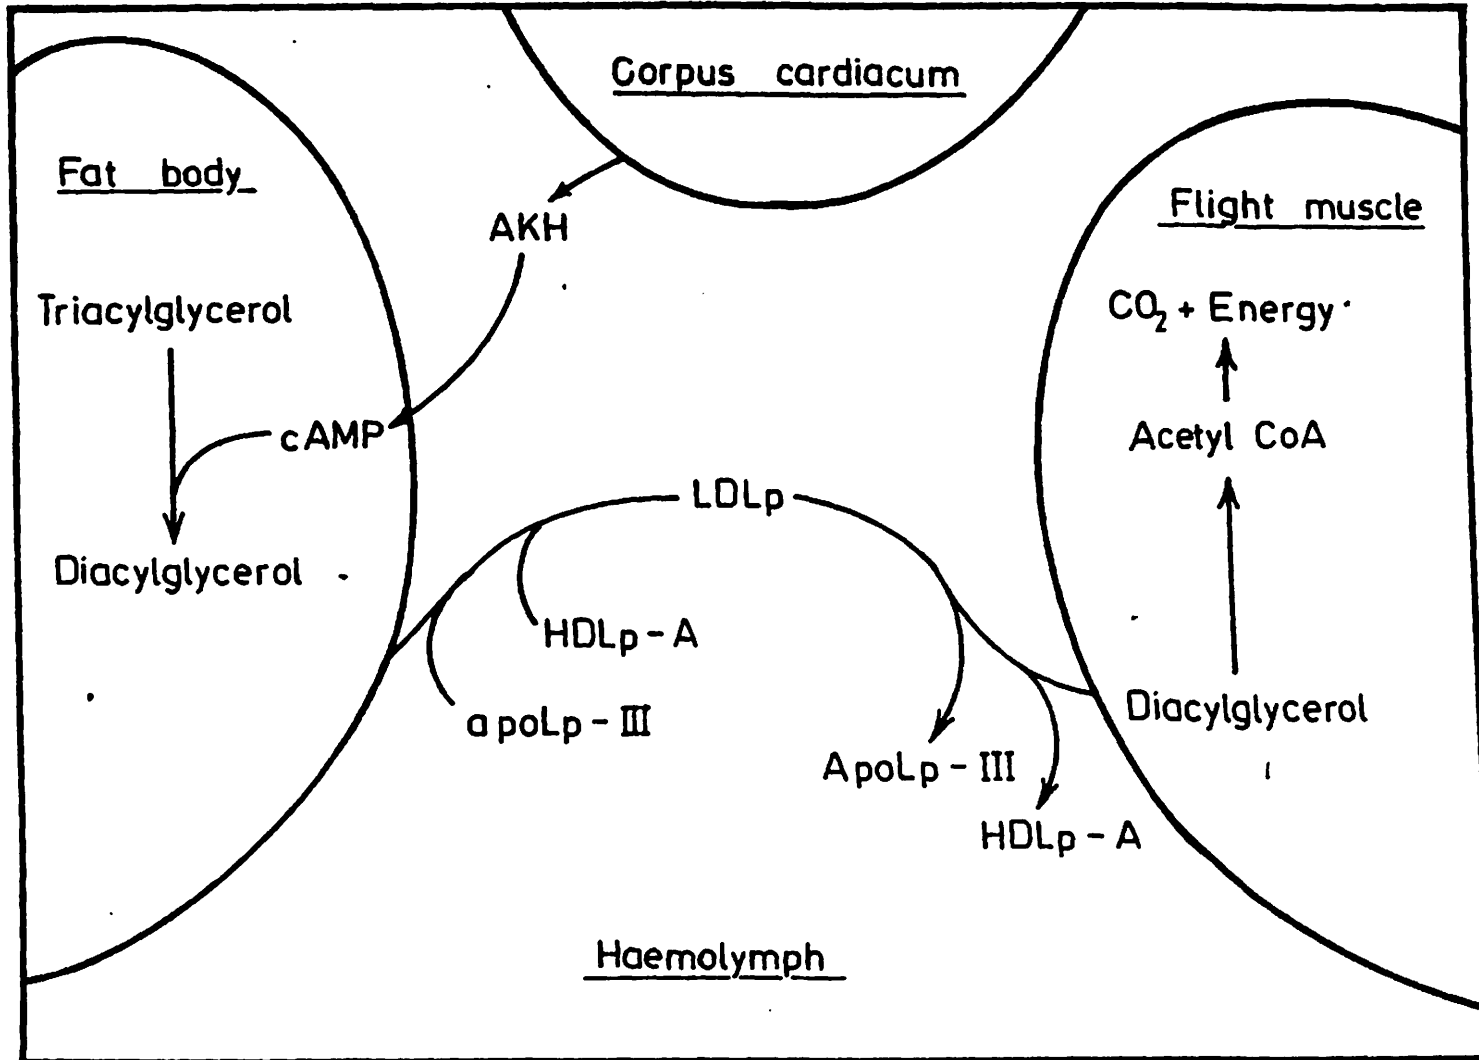 Corpus cardiacum
Fat body
Flight muscle
AKH
Triacylglycerol
CO₂ + Energy
cAMP
Acetyl CoA
LDLp
Diacylglycerol
HDLp-A
apoLp-III
Diacylglycerol
ApoLp-III
HDLp-A
Haemolymph